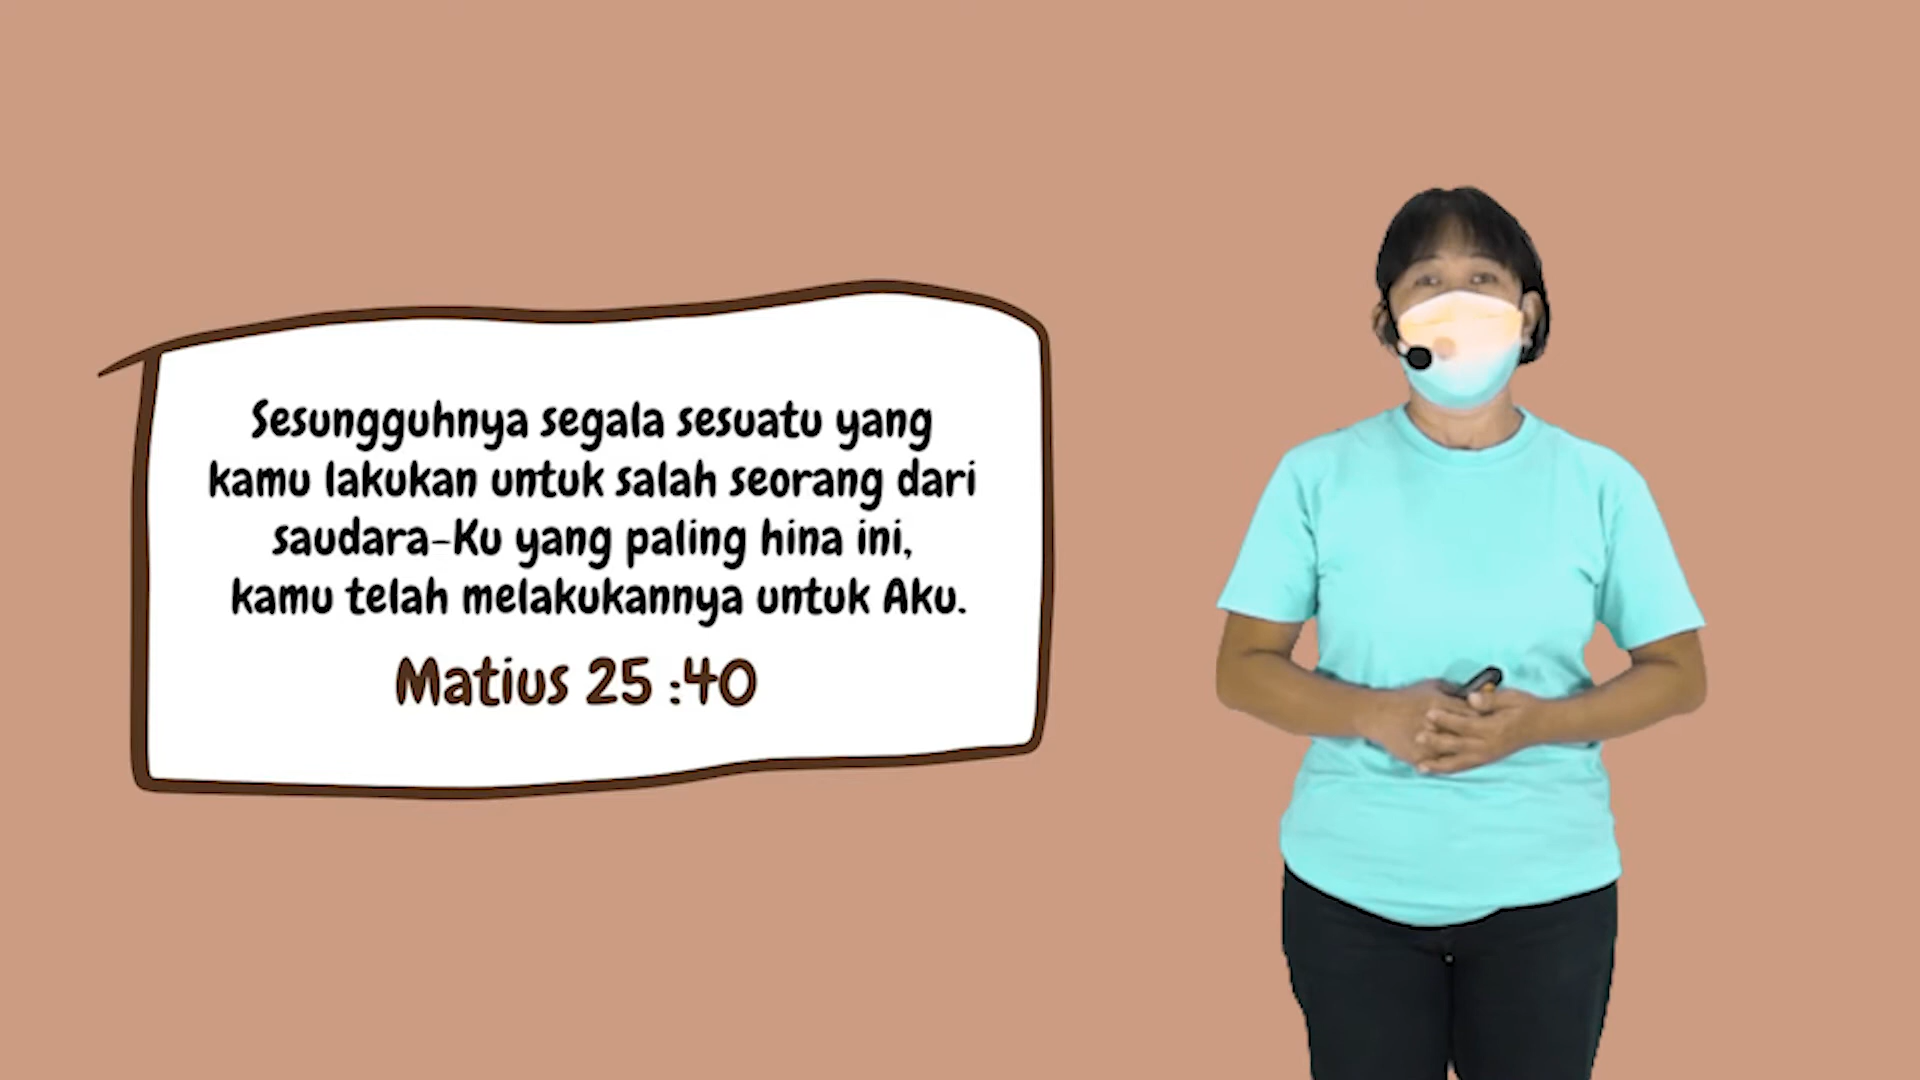 Sesungguhnya segala sesuatu yang
kamu lakukan untuk salah seorang dari
saudara-Ku yang paling hina ini,
kamu telah melakukannya untuk Aku.
Matius 25 :40